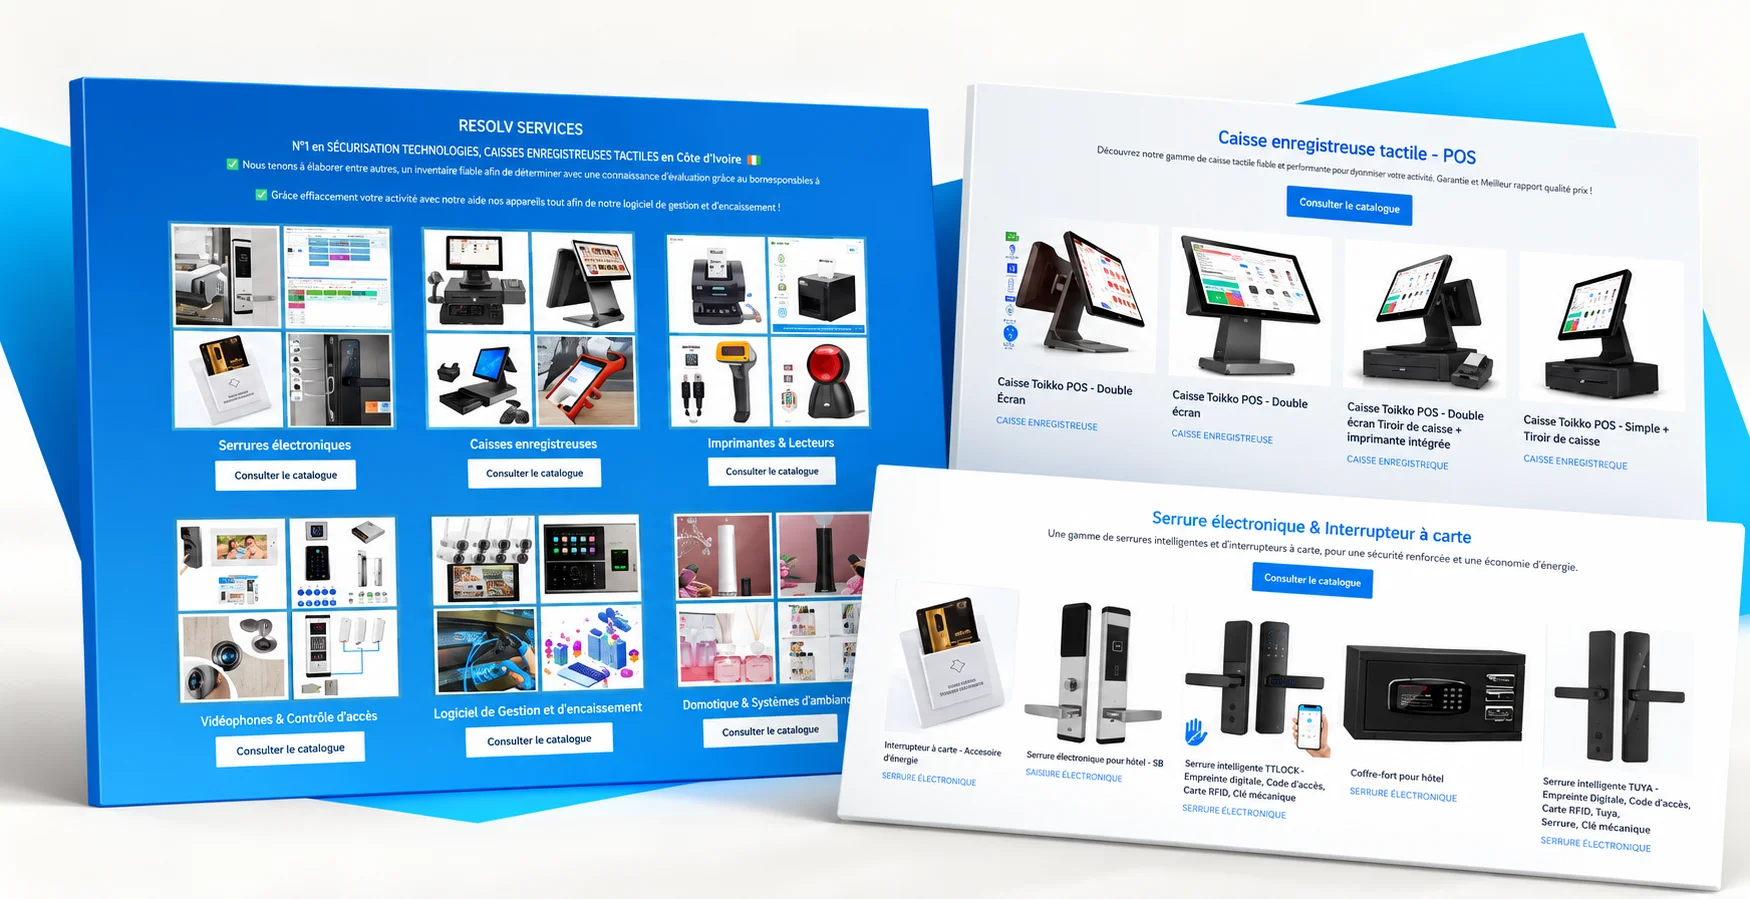 RESOLV SERVICES
N°1 en SÉCURISATION TECHNOLOGIES, CAISSES ENREGISTREUSES TACTILES en Côte d'Ivoire
Nous tenons à élaborer entre autres, un inventaire fiable afin de déterminer avec une connaissance d'évaluation grâce au bornesponsables à
Grâce effiaccement votre activité avec notre aide nos appareils tout afin de notre logiciel de gestion et d'encaissement !
Serrures électroniques
Consulter le catalogue
Caisses enregistreuses
Consulter le catalogue
Imprimantes & Lecteurs
Consulter le catalogue
Vidéophones & Contrôle d'accès
Consulter le catalogue
Logiciel de Gestion et d'encaissement
Consulter le catalogue
Domotique & Systèmes d'ambianc
Consulter le catalogue
Caisse enregistreuse tactile - POS
Découvrez notre gamme de caisse tactile fiable et performante pour dyonmiser votre activité. Garantie et Meilleur rapport qualité prix !
Consulter le catalogue
Caisse Toikko POS - Double
Écran
CAISSE ENREGISTREUSE
Caisse Toikko POS - Double
écran
CAISSE ENREGISTREUSE
Caisse Toikko POS - Double
écran Tiroir de caisse +
imprimante intégrée
CAISSE ENREGISTREQUE
Caisse Toikko POS - Simple +
Tiroir de caisse
CAISSE ENREGISTREQUE
Serrure électronique & Interrupteur à carte
Une gamme de serrures intelligentes et d'interrupteurs à carte, pour une sécurité renforcée et une économie d'énergie.
Consulter le catalogue
Interrupteur à carte - Accesoire
d'énergie
SERRURE ÉLECTRONIQUE
Serrure électronique pour hôtel - SB
SAISEURE ÉLECTRONIQUE
Serrure intelligente TTLOCK -
Empreinte digitale, Code d'accès,
Carte RFID, Clé mécanique
SERRURE ÉLECTRONIQUE
Coffre-fort pour hôtel
SERRURE ÉLECTRONIQUE
Serrure intelligente TUYA -
Empreinte Digitale, Code d'accès,
Carte RFID, Tuya,
Serrure, Clé mécanique
SERRURE ÉLECTRONIQUE